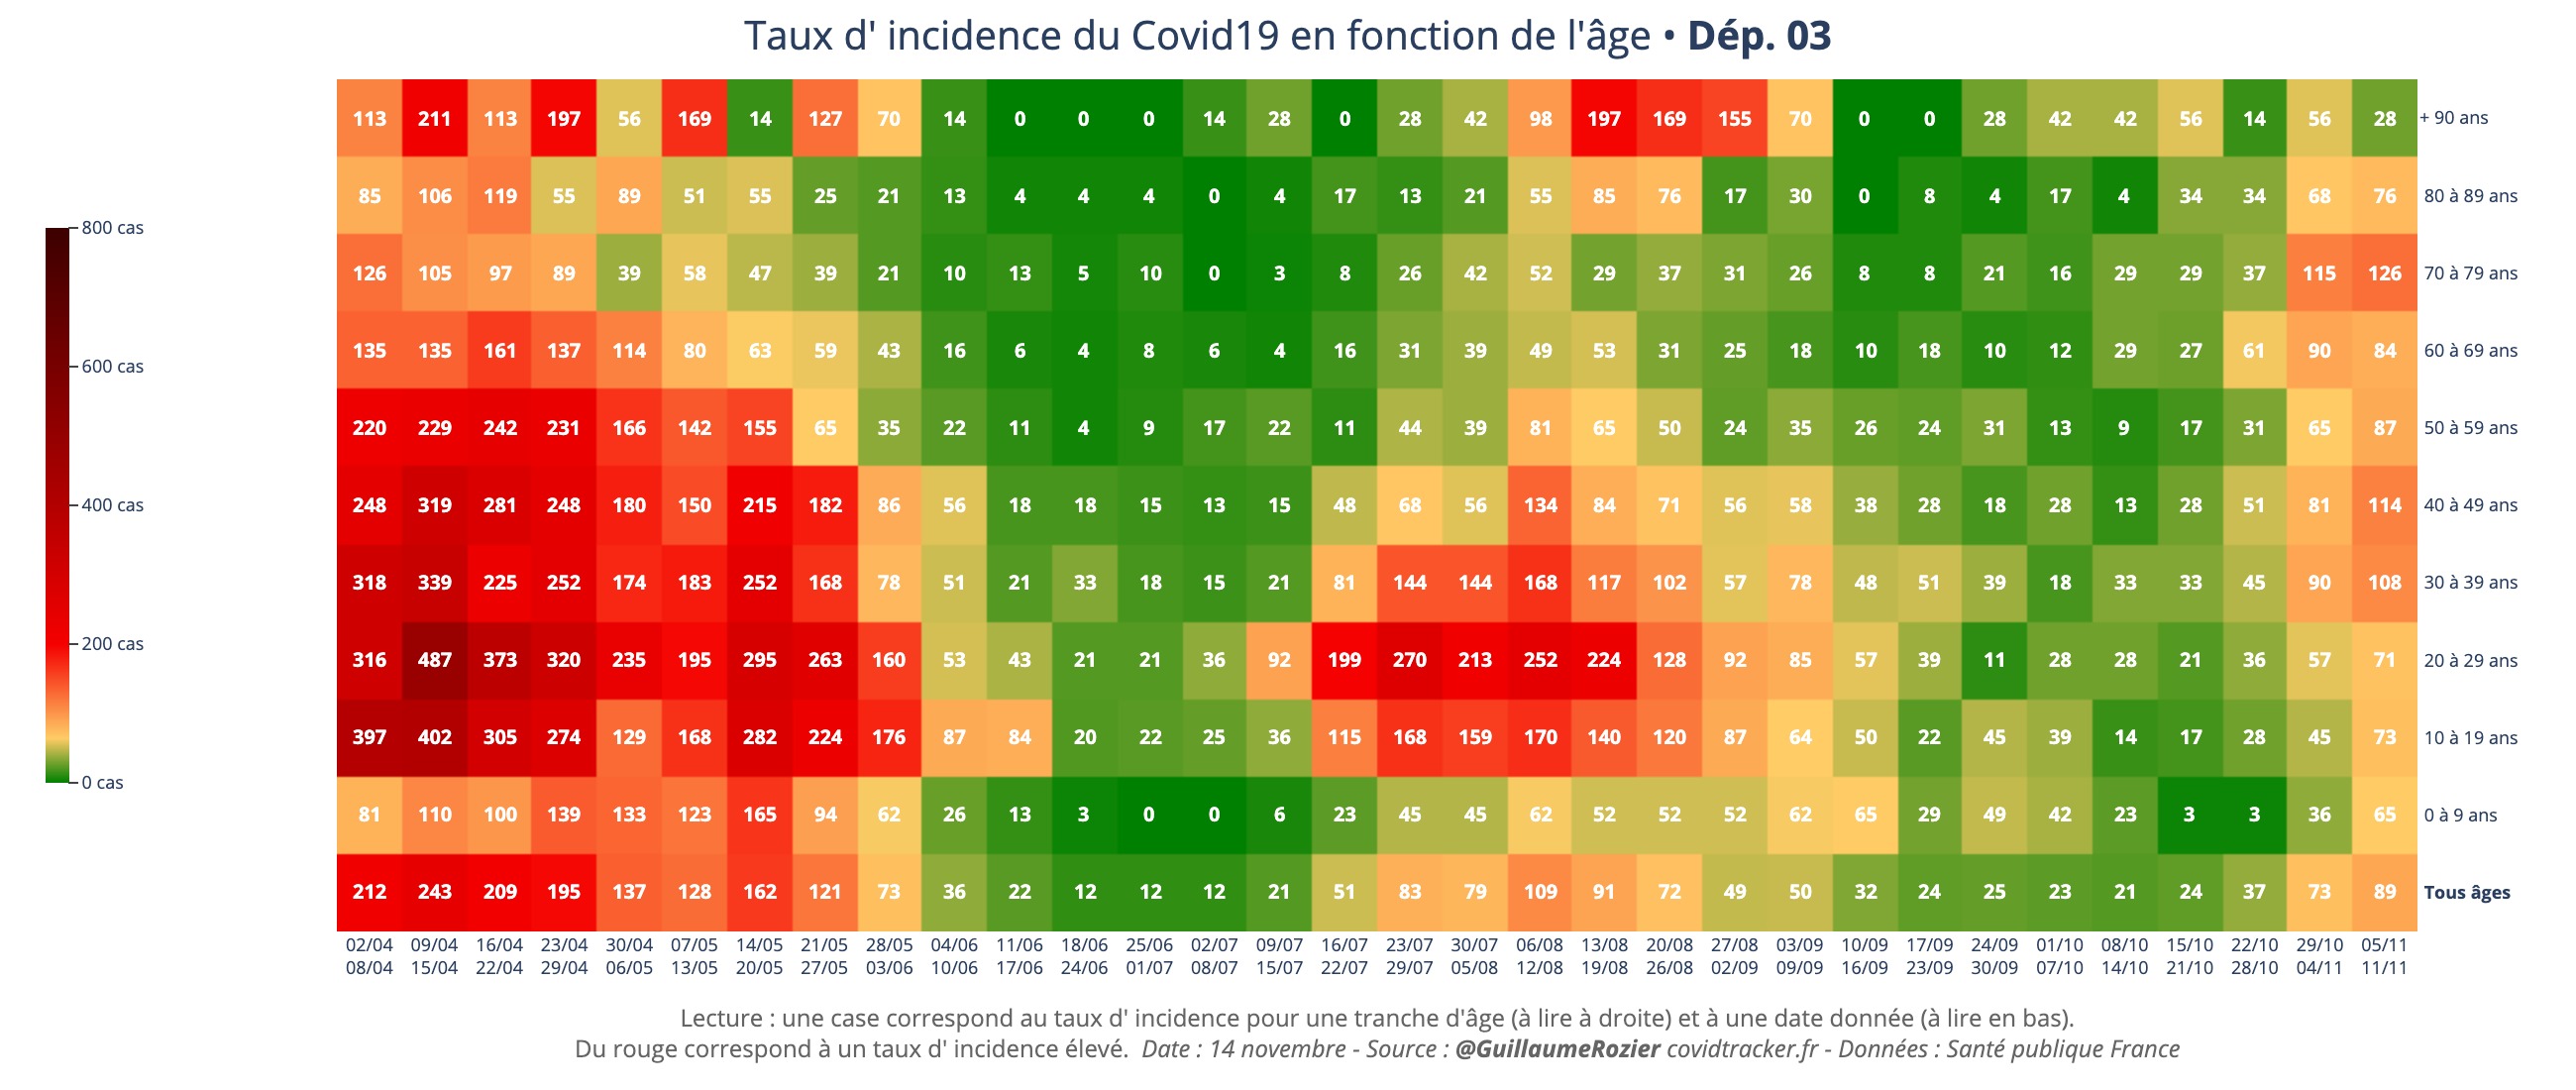 Taux d' incidence du Covid19 en fonction de l'âge • Dép. 03
800 cas
600 cas
400 cas
200 cas
0 cas
113 211 113 197 56 169 14 127 70 14 0 0 0 14 28 0 28 42 98 197 169 155 70 0 0 28 42 42 56 14 56 28 + 90 ans
85 106 119 55 89 51 55 25 21 13 4 4 4 0 4 17 13 21 55 85 76 17 30 0 8 4 17 4 34 34 68 76 80 à 89 ans
126 105 97 89 39 58 47 39 21 10 13 5 10 0 3 8 26 42 52 29 37 31 26 8 8 21 16 29 29 37 115 126 70 à 79 ans
135 135 161 137 114 80 63 59 43 16 6 4 8 6 4 16 31 39 49 53 31 25 18 10 18 10 12 29 27 61 90 84 60 à 69 ans
220 229 242 231 166 142 155 65 35 22 11 4 9 17 22 11 44 39 81 65 50 24 35 26 24 31 13 9 17 31 65 87 50 à 59 ans
248 319 281 248 180 150 215 182 86 56 18 18 15 13 15 48 68 56 134 84 71 56 58 38 28 18 28 13 28 51 81 114 40 à 49 ans
318 339 225 252 174 183 252 168 78 51 21 33 18 15 21 81 144 144 168 117 102 57 78 48 51 39 18 33 33 45 90 108 30 à 39 ans
316 487 373 320 235 195 295 263 160 53 43 21 21 36 92 199 270 213 252 224 128 92 85 57 39 11 28 28 21 36 57 71 20 à 29 ans
397 402 305 274 129 168 282 224 176 87 84 20 22 25 36 115 168 159 170 140 120 87 64 50 22 45 39 14 17 28 45 73 10 à 19 ans
81 110 100 139 133 123 165 94 62 26 13 3 0 0 6 23 45 45 62 52 52 52 62 65 29 49 42 23 3 3 36 65 0 à 9 ans
212 243 209 195 137 128 162 121 73 36 22 12 12 12 21 51 83 79 109 91 72 49 50 32 24 25 23 21 24 37 73 89 Tous âges
02/04 09/04 16/04 23/04 30/04 07/05 14/05 21/05 28/05 04/06 11/06 18/06 25/06 02/07 09/07 16/07 23/07 30/07 06/08 13/08 20/08 27/08 03/09 10/09 17/09 24/09 01/10 08/10 15/10 22/10 29/10 05/11
08/04 15/04 22/04 29/04 06/05 13/05 20/05 27/05 03/06 10/06 17/06 24/06 01/07 08/07 15/07 22/07 29/07 05/08 12/08 19/08 26/08 02/09 09/09 16/09 23/09 30/09 07/10 14/10 21/10 28/10 04/11 11/11
Lecture : une case correspond au taux d' incidence pour une tranche d'âge (à lire à droite) et à une date donnée (à lire en bas).
Du rouge correspond à un taux d' incidence élevé. Date : 14 novembre - Source : @GuillaumeRozier covidtracker.fr - Données : Santé publique France